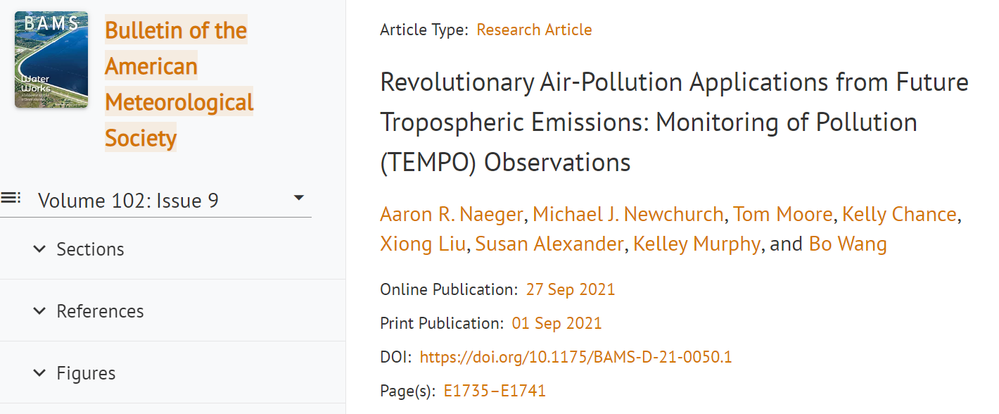 BAMS
Water
Works
Bulletin of the
American
Meteorological
Society
Volume 102: Issue 9
Sections
References
Figures
Article Type: Research Article
Revolutionary Air-Pollution Applications from Future
Tropospheric Emissions: Monitoring of Pollution
(TEMPO) Observations
Aaron R. Naeger, Michael J. Newchurch, Tom Moore, Kelly Chance,
Xiong Liu, Susan Alexander, Kelley Murphy, and Bo Wang
Online Publication: 27 Sep 2021
Print Publication: 01 Sep 2021
DOI: https://doi.org/10.1175/BAMS-D-21-0050.1
Page(s): E1735–E1741